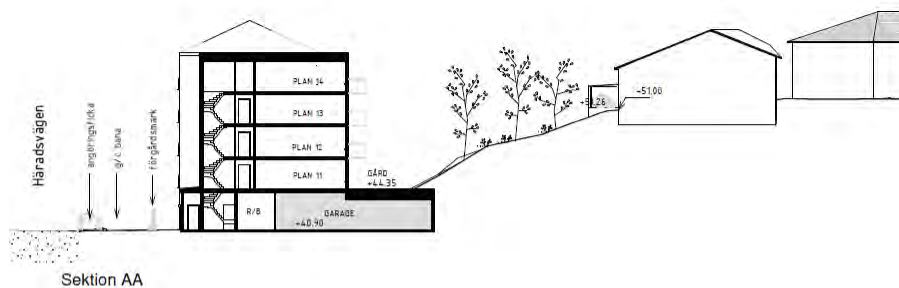 Häradsvägen
angöringsficka
g/c bana
förgårdsmark
PLAN 14
PLAN 13
PLAN 12
PLAN 11
R/B
GARAGE
+40.90
GÅRD
+44.35
+51.00
Sektion AA